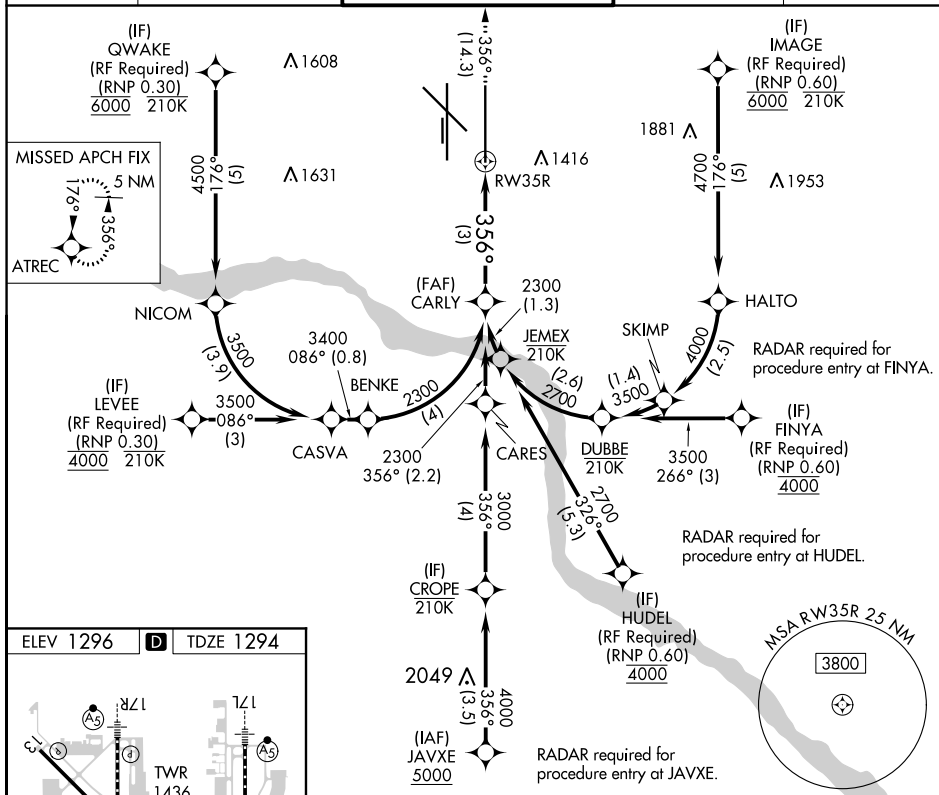 356°
(14.3)
(IF)
QWAKE
(RF Required)
(RNP 0.30)
6000 210K
1608
(IF)
IMAGE
(RF Required)
(RNP 0.60)
6000 210K
1881
1416
RW35R
1953
MISSED APCH FIX
5 NM
176°
356°
ATREC
4500
176°
(5)
1631
356°
(3)
4700
176°
(5)
NICOM
(FAF)
CARLY
2300
(1.3)
HALTO
3500
(3.9)
3400
086° (0.8)
JEMEX
210K
SKIMP
4000
(2.5)
RADAR required for
procedure entry at FINYA.
(IF)
LEVEE
(RF Required)
(RNP 0.30)
4000 210K
3500
086°
(3)
BENKE
CASVA
2300
(4)
(2.6)
2700
(1.4)
3500
2300
356° (2.2)
CARES
DUBBE
210K
3500
266° (3)
(IF)
FINYA
(RF Required)
(RNP 0.60)
4000
3000
356°
(4)
2700
326°
(5.3)
RADAR required for
procedure entry at HUDEL.
(IF)
CROPE
210K
(IF)
HUDEL
(RF Required)
(RNP 0.60)
4000
MSA RW35R 25 NM
3800
ELEV 1296 D TDZE 1294
2049
4000
356°
(3.5)
(IAF)
JAVXE
5000
RADAR required for
procedure entry at JAVXE.
17R
17L
A5
A5
13
P
P
TWR
1436